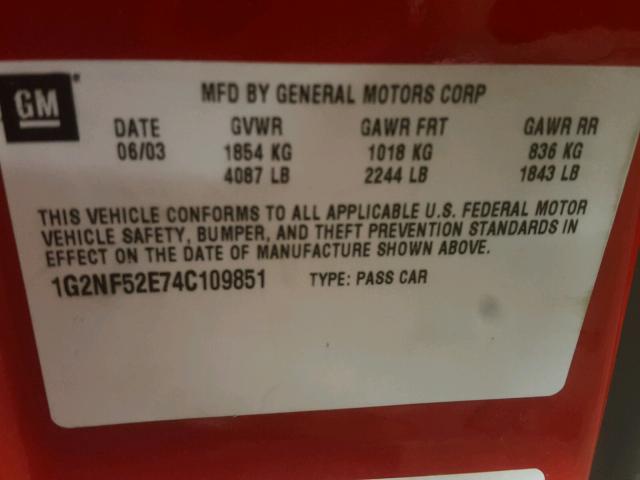 GM®
MFD BY GENERAL MOTORS CORP
DATE GVWR GAWR FRT GAWR RR
06/03 1854 KG 1018 KG 836 KG
4087 LB 2244 LB 1843 LB
THIS VEHICLE CONFORMS TO ALL APPLICABLE U.S. FEDERAL MOTOR
VEHICLE SAFETY, BUMPER, AND THEFT PREVENTION STANDARDS IN
EFFECT ON THE DATE OF MANUFACTURE SHOWN ABOVE.
1G2NF52E74C109851 TYPE: PASS CAR